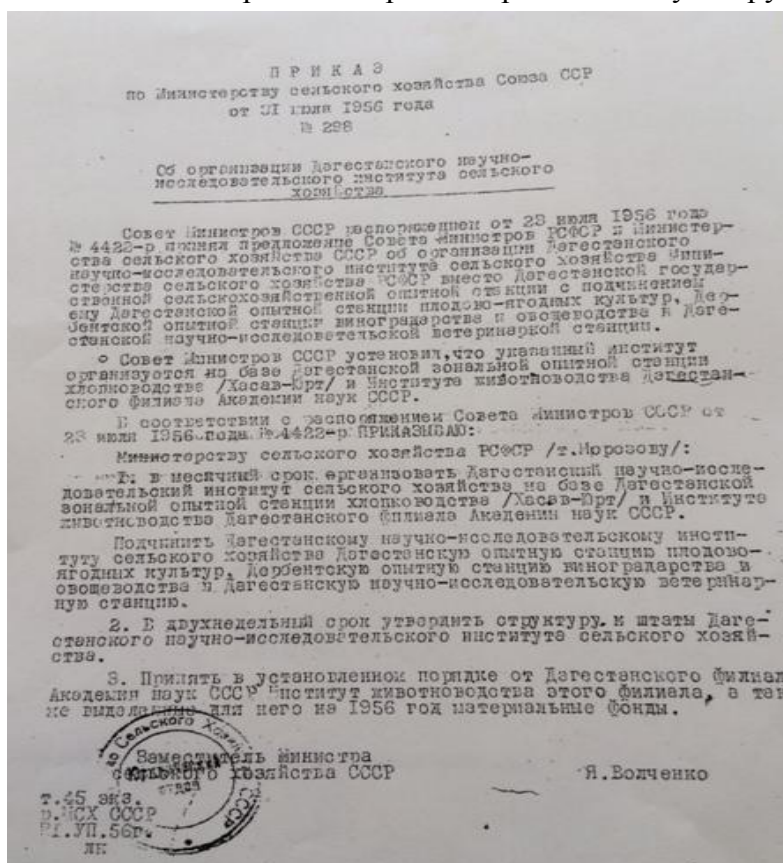 П Р И К А З
по Министерству сельского хозяйства Союза ССР
от 31 июля 1956 года
№ 298
Об организации Дагестанского научно-
исследовательского института сельского
хозяйства
Совет Министров СССР распоряжением от 23 июля 1956 года
№ 4422-р принял предложение Совета Министров РСФСР и Министер-
ства сельского хозяйства СССР об организации Дагестанского
научно-исследовательского института сельского хозяйства Мини-
стерства сельского хозяйства РСФСР вместо Дагестанской государ-
ственной сельскохозяйственной опытной станции с подчинением
ему Дагестанской опытной станции плодово-ягодных культур, Дер-
бентской опытной станции виноградарства и овощеводства и Даге-
станской научно-исследовательской ветеринарной станции.
Совет Министров СССР установил, что указанный институт
организуется на базе Дагестанской зональной опытной станции
хлопководства /Хасав-Юрт/ и Института животноводства Дагестан-
ского филиала Академии наук СССР.
В соответствии с распоряжением Совета Министров СССР от
23 июля 1956 года № 4422-р ПРИКАЗЫВАЮ:
Министерству сельского хозяйства РСФСР /т.Морозову/:
I. в месячный срок организовать Дагестанский научно-иссле-
довательский институт сельского хозяйства на базе Дагестанской
зональной опытной станции хлопководства /Хасав-Юрт/ и Института
животноводства Дагестанского филиала Академии наук СССР.
Подчинить Дагестанскому научно-исследовательскому инсти-
туту сельского хозяйства Дагестанскую опытную станцию плодово-
ягодных культур, Дербентскую опытную станцию виноградарства и
овощеводства и Дагестанскую научно-исследовательскую ветеринар-
ную станцию.
2. В двухнедельный срок утвердить структуру и штаты Даге-
станского научно-исследовательского института сельского хозяй-
ства.
3. Принять в установленном порядке от Дагестанского филиал
Академия наук СССР Институт животноводства этого филиала, а так
же выделенные для него на 1956 год материальные фонды.
Заместитель Министра
сельского хозяйства СССР Я.Волченко
т.45 экз.
р.МСХ СССР
31.УП.56г.
лк